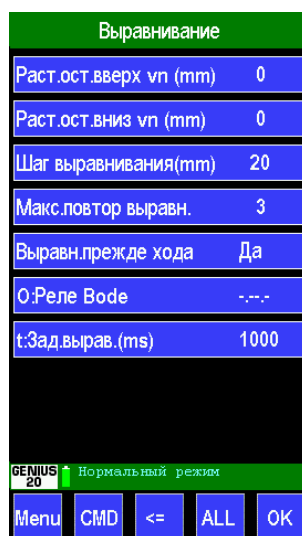 Выравнивание
Раст.ост.вверх vn (mm) 0
Раст.ост.вниз vn (mm) 0
Шаг выравнивания(mm) 20
Макс.повтор выравн. 3
Выравн.прежде хода Да
O:Реле Bode -.--.-
t:Зад.вырав.(ms) 1000
GENIUS Нормальный режим
20
Menu CMD <= ALL OK